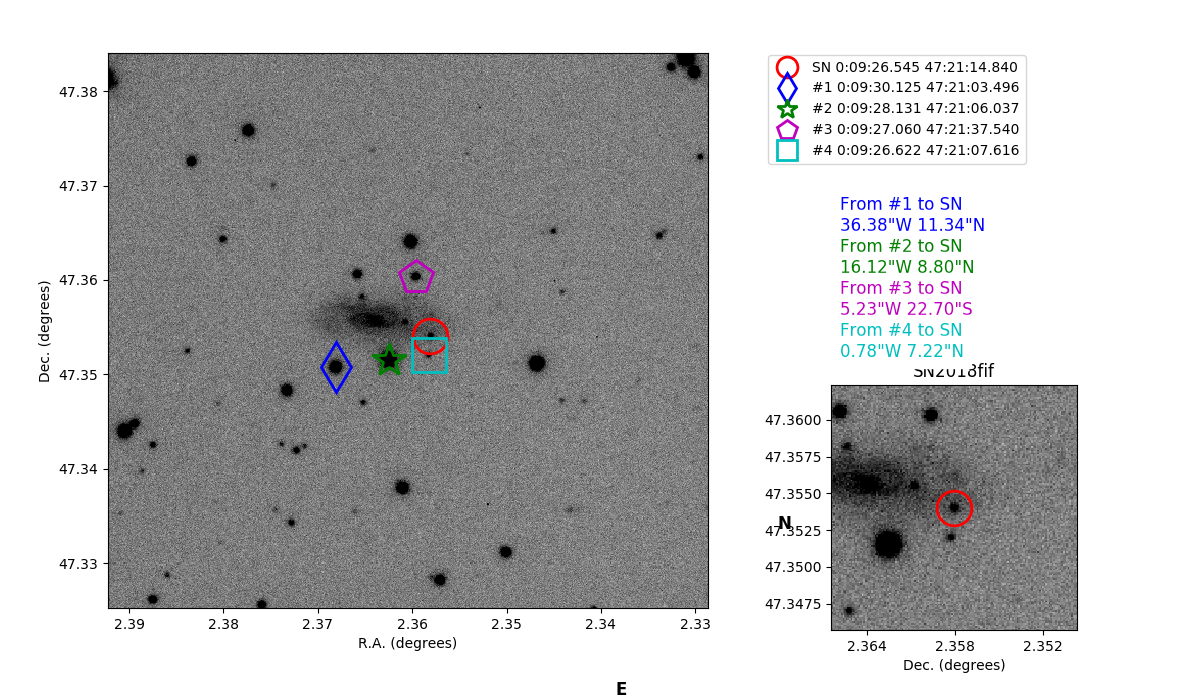 SN 0:09:26.545 47:21:14.840
#1 0:09:30.125 47:21:03.496
#2 0:09:28.131 47:21:06.037
#3 0:09:27.060 47:21:37.540
#4 0:09:26.622 47:21:07.616
From #1 to SN
36.38"W 11.34"N
From #2 to SN
16.12"W 8.80"N
From #3 to SN
5.23"W 22.70"S
From #4 to SN
0.78"W 7.22"N
47.38
47.37
47.36
47.35
47.34
47.33
Dec. (degrees)
2.39 2.38 2.37 2.36 2.35 2.34 2.33
R.A. (degrees)
SN2018fif
47.3600
47.3575
47.3550
47.3525
47.3500
47.3475
N
2.364 2.358 2.352
Dec. (degrees)
E